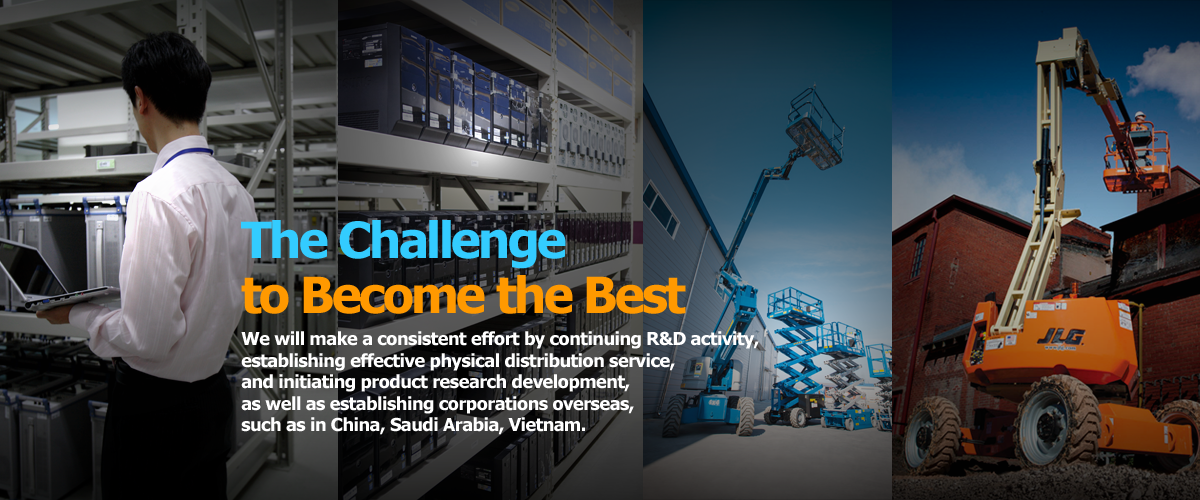 The Challenge
to Become the Best
We will make a consistent effort by continuing R&D activity,
establishing effective physical distribution service,
and initiating product research development,
as well as establishing corporations overseas,
such as in China, Saudi Arabia, Vietnam.
JLG